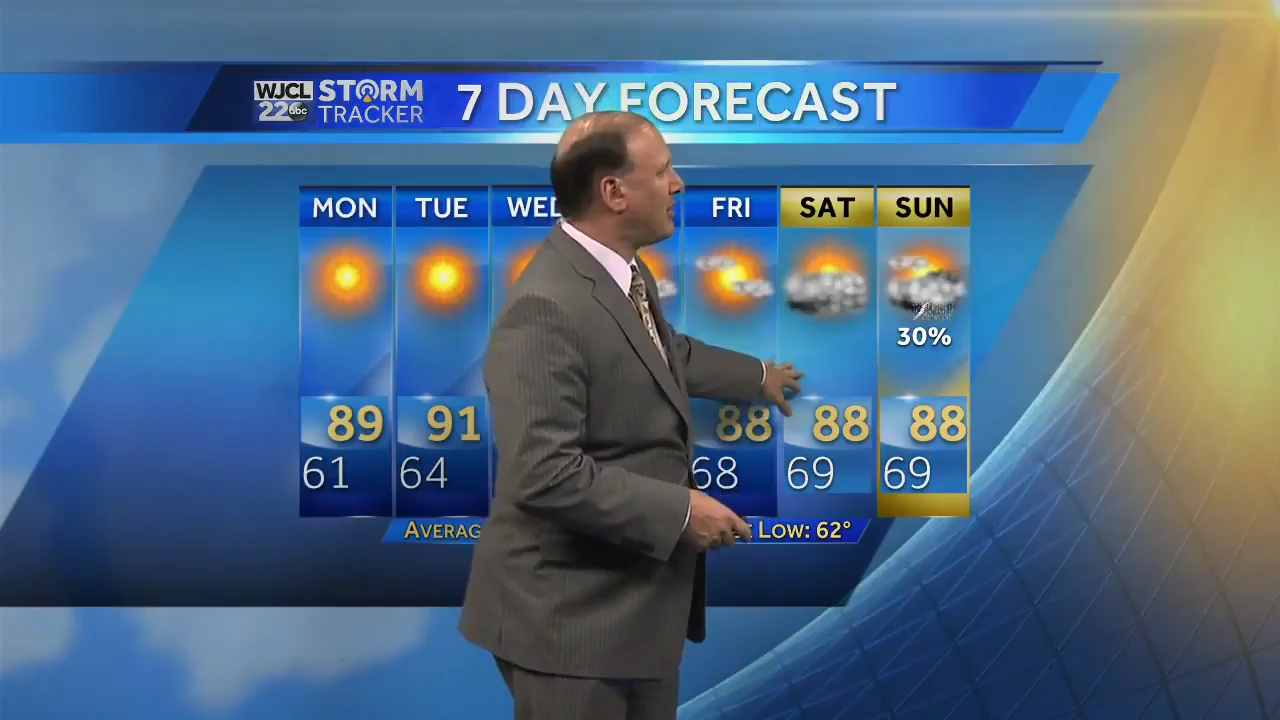 WJCL 22 abc STORM TRACKER 7 DAY FORECAST
MON TUE WED FRI SAT SUN
30%
89 91 88 88 88
61 64 68 69 69
Low: 62°